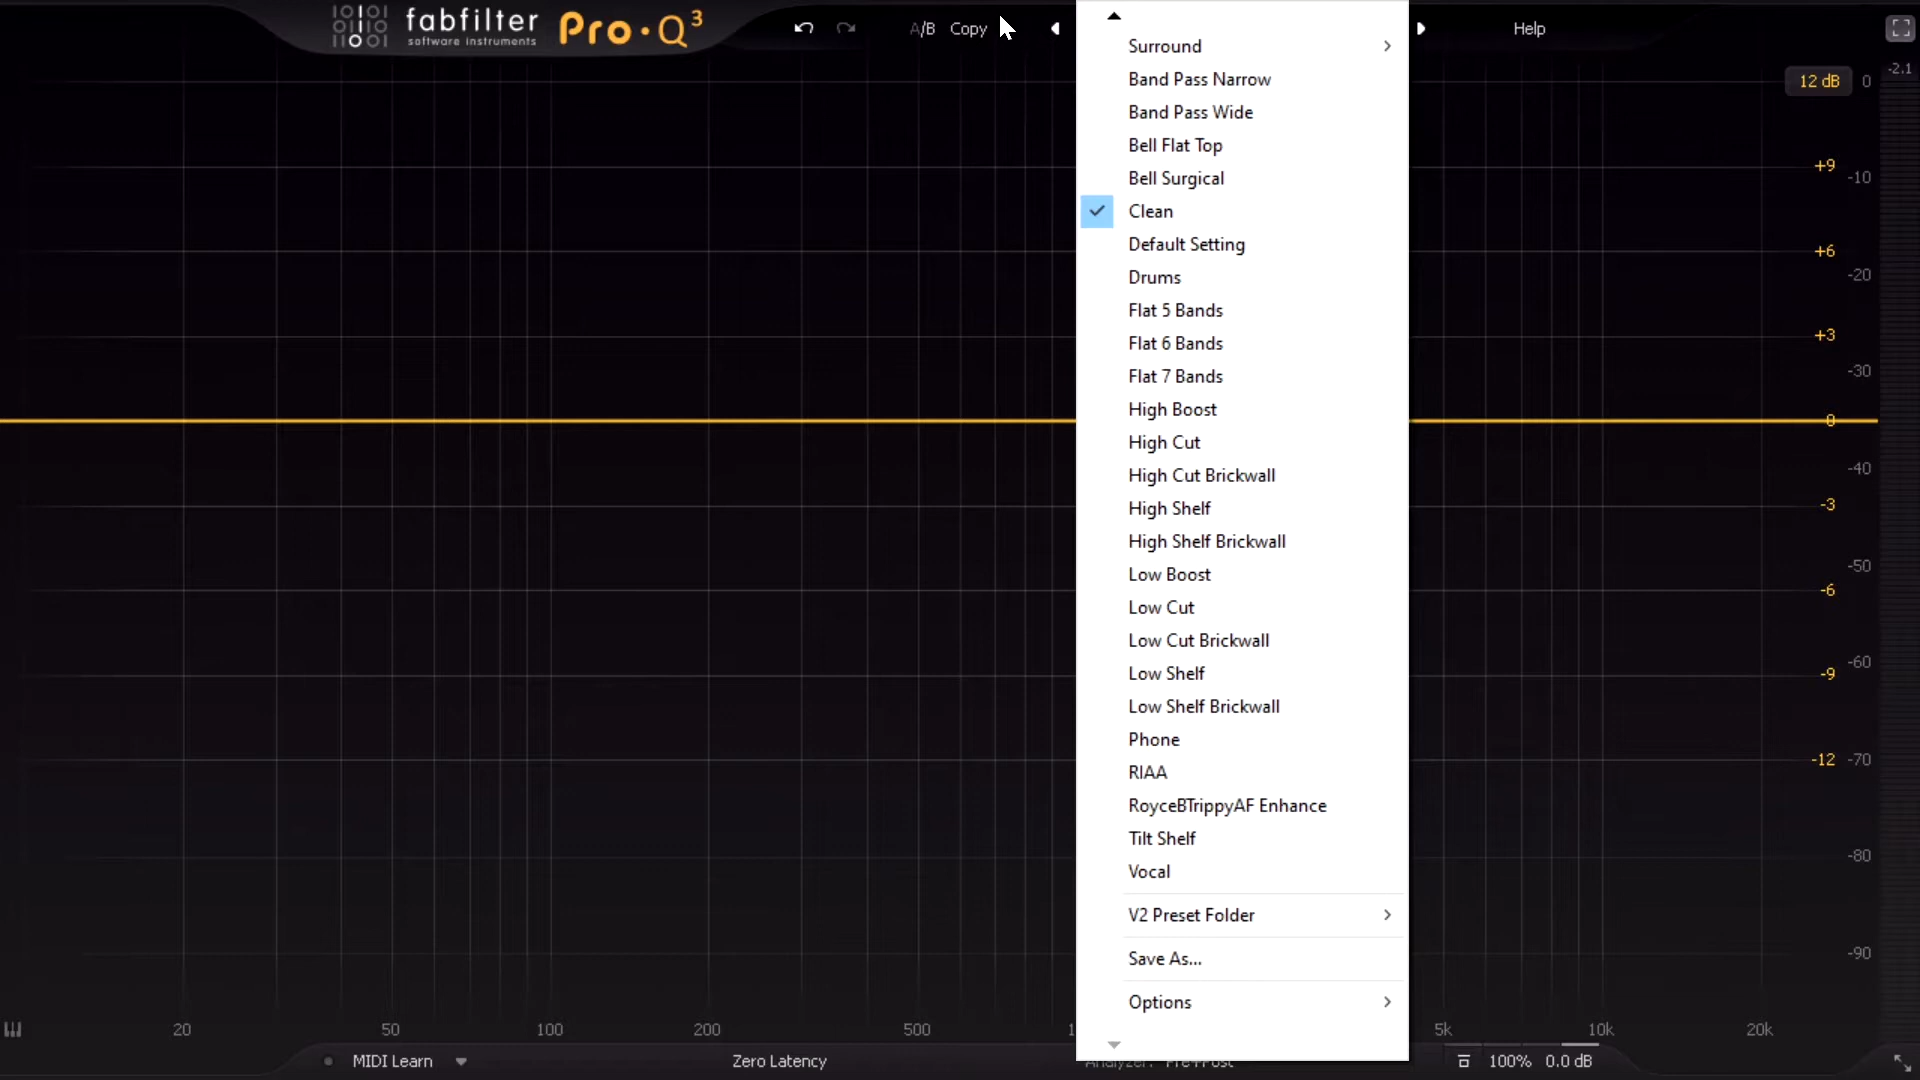 fabfilter
software instruments
Pro·Q³
A/B Copy
Help
Surround
Band Pass Narrow
Band Pass Wide
Bell Flat Top
Bell Surgical
Clean
Default Setting
Drums
Flat 5 Bands
Flat 6 Bands
Flat 7 Bands
High Boost
High Cut
High Cut Brickwall
High Shelf
High Shelf Brickwall
Low Boost
Low Cut
Low Cut Brickwall
Low Shelf
Low Shelf Brickwall
Phone
RIAA
RoyceBTrippyAF Enhance
Tilt Shelf
Vocal
V2 Preset Folder
Save As...
Options
-2.1
12 dB 0
+9
-10
+6
-20
+3
-30
0
-40
-3
-50
-6
-60
-9
-12 -70
-80
-90
20 50 100 200 500 1 5k 10k 20k
MIDI Learn Zero Latency Analyzer: Pre+Post 100% 0.0 dB